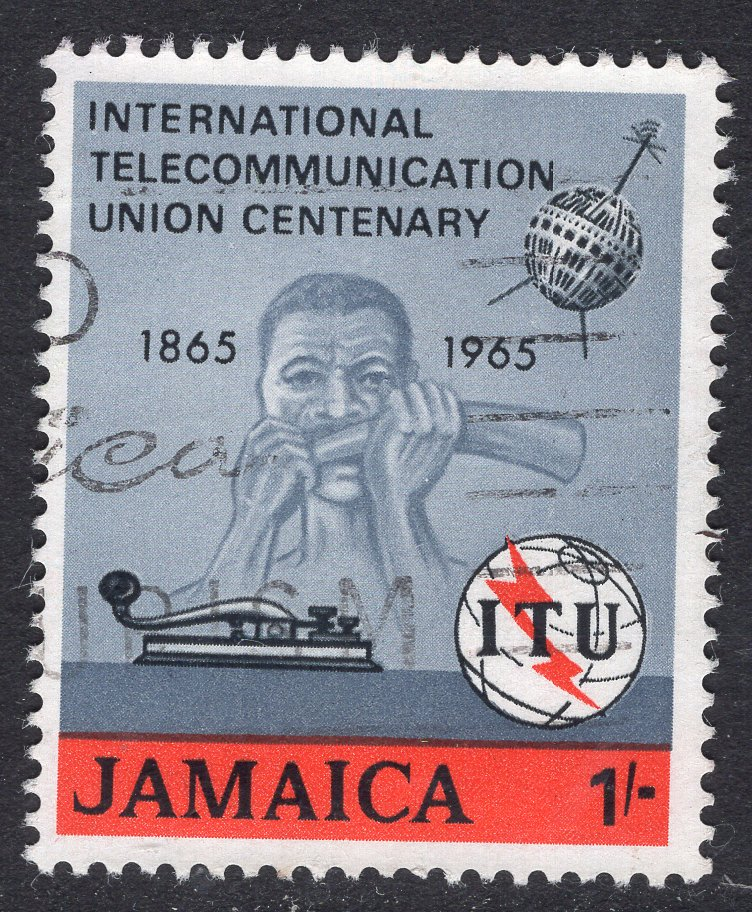 INTERNATIONAL
TELECOMMUNICATION
UNION CENTENARY
1865 1965
ITU
JAMAICA 1/-